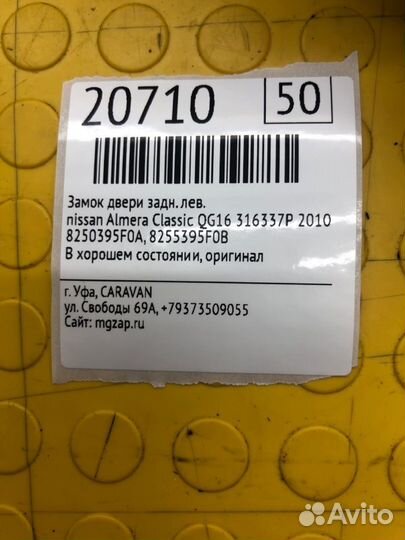 20710 50
Замок двери задн. лев.
nissan Almera Classic QG16 316337P 2010
8250395F0A, 8255395F0B
В хорошем состоянии, оригинал
г. Уфа, CARAVAN
ул. Свободы 69А, +79373509055
Сайт: mgzap.ru
Avito